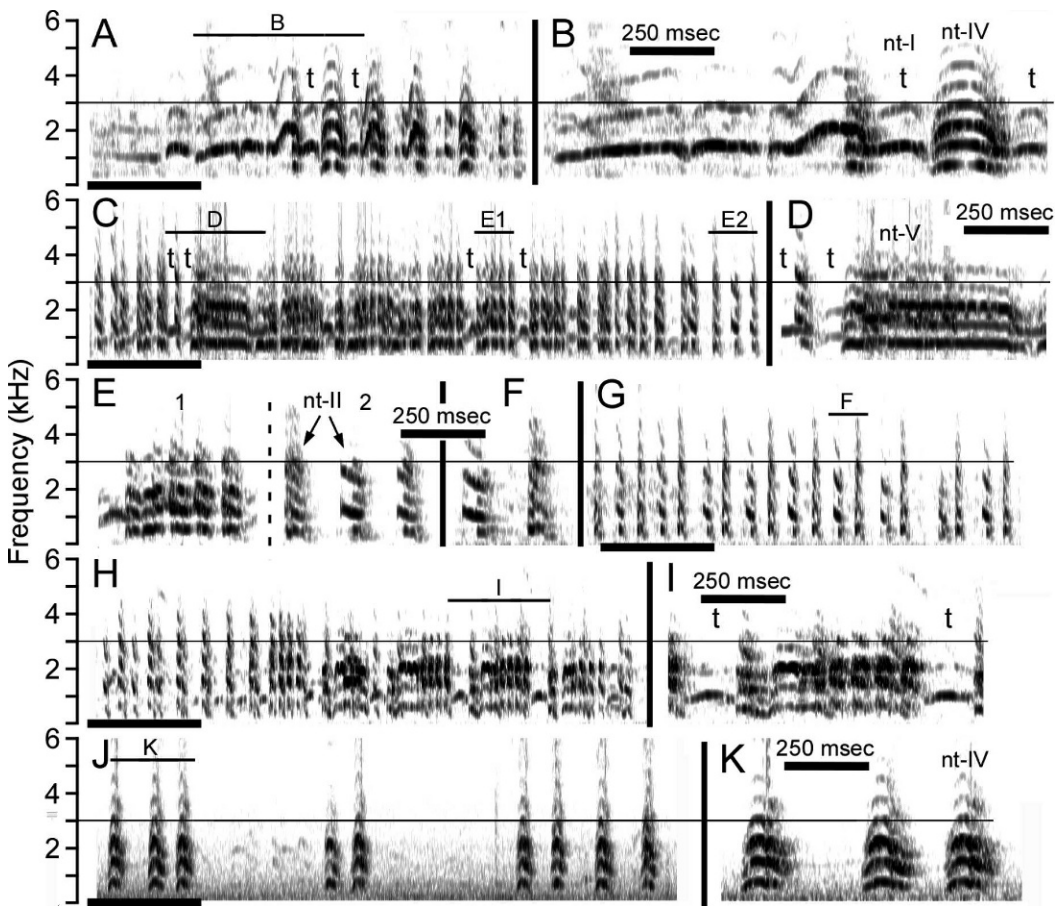 6 A B B 250 msec nt-I nt-IV
4 t t t t
2
6 C D E1 E2 D nt-V 250 msec
4 t t t t t t
2
6 E 1 nt-II 2 250 msec F G F
4
2
6 H I I 250 msec
4 t t
2
6 J K K 250 msec nt-IV
4
2
Frequency (kHz)